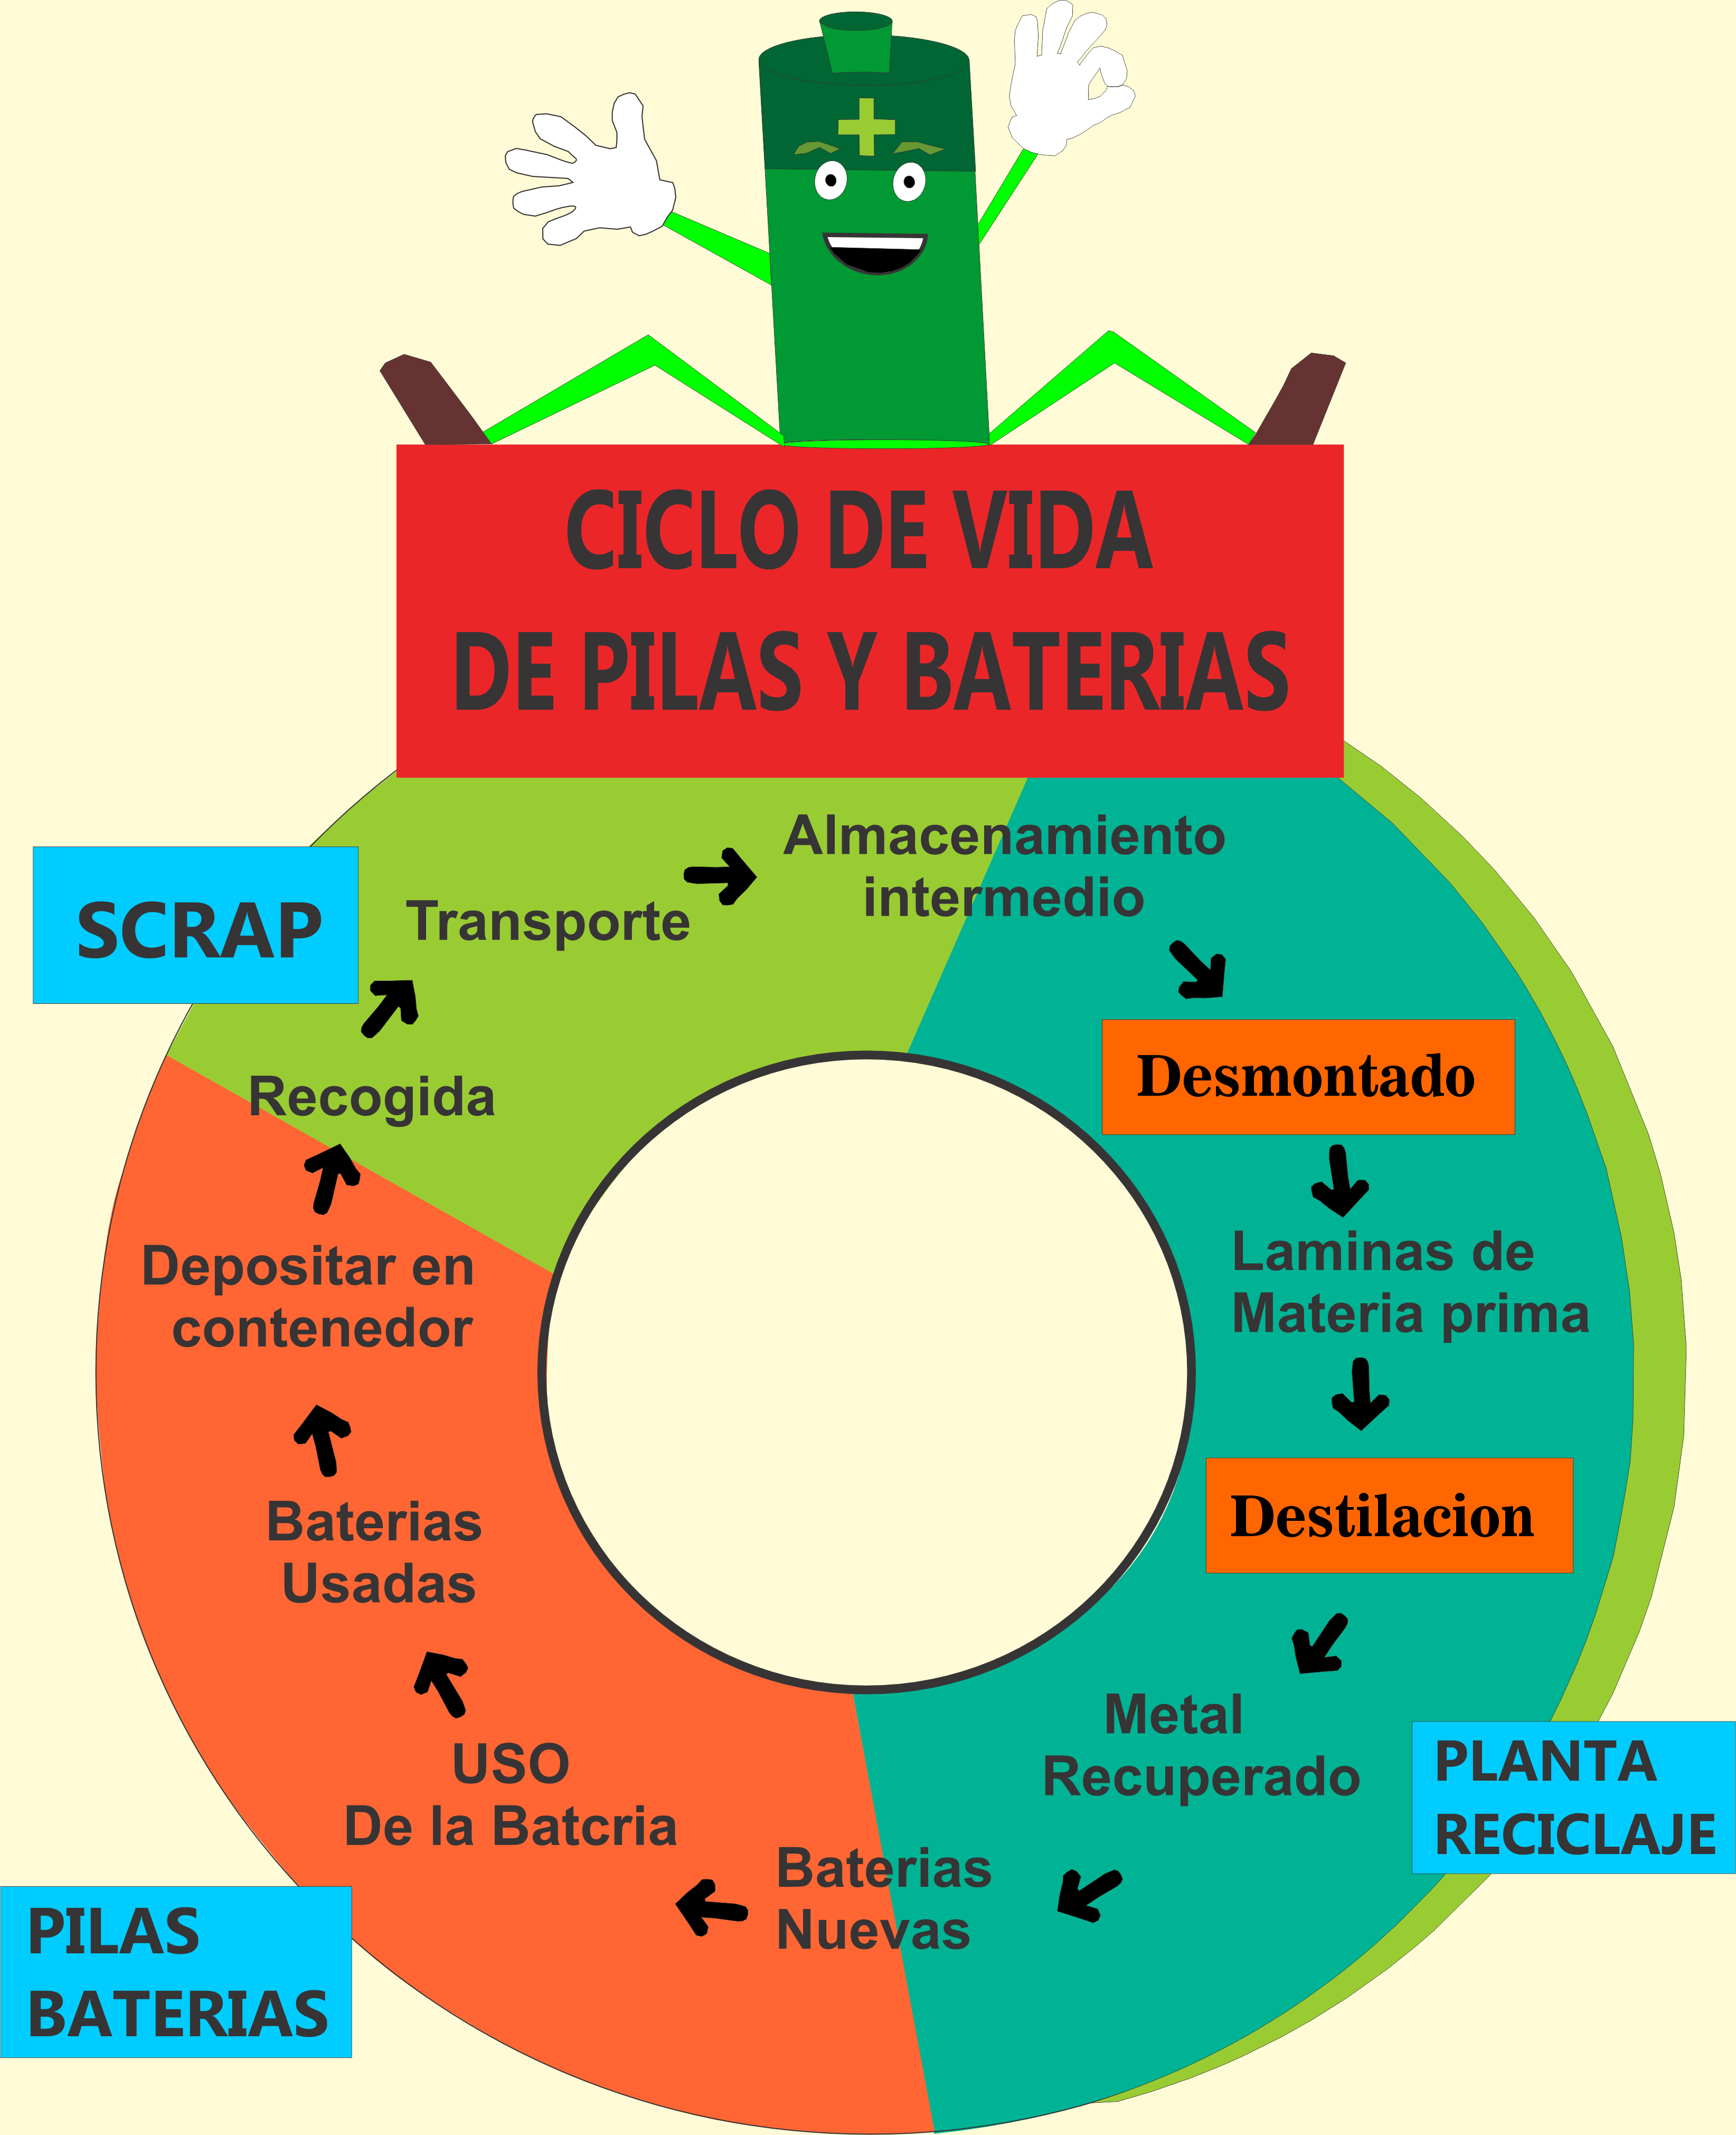 CICLO DE VIDA
DE PILAS Y BATERIAS
SCRAP
Transporte
Almacenamiento
intermedio
Desmontado
Laminas de
Materia prima
Destilacion
Metal
Recuperado
PLANTA
RECICLAJE
Baterias
Nuevas
USO
De la Batcria
PILAS
BATERIAS
Baterias
Usadas
Depositar en
contenedor
Recogida